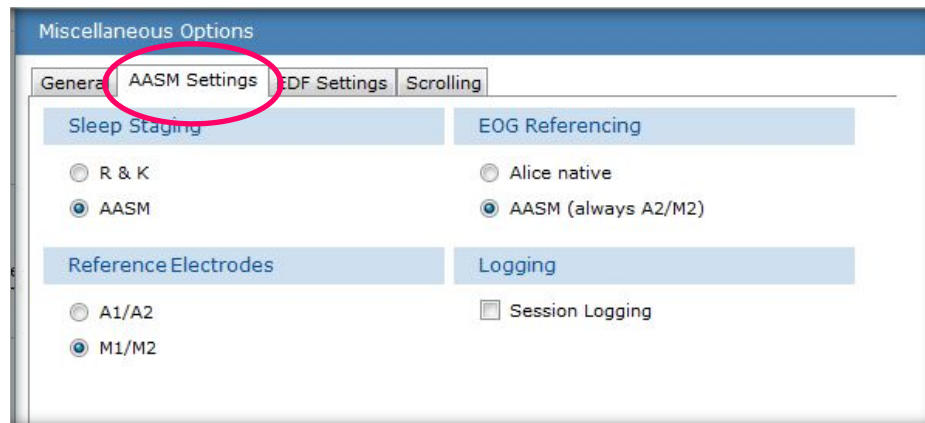 Miscellaneous Options
General AASM Settings EDF Settings Scrolling
Sleep Staging
R & K
AASM
EOG Referencing
Alice native
AASM (always A2/M2)
Reference Electrodes
A1/A2
M1/M2
Logging
Session Logging